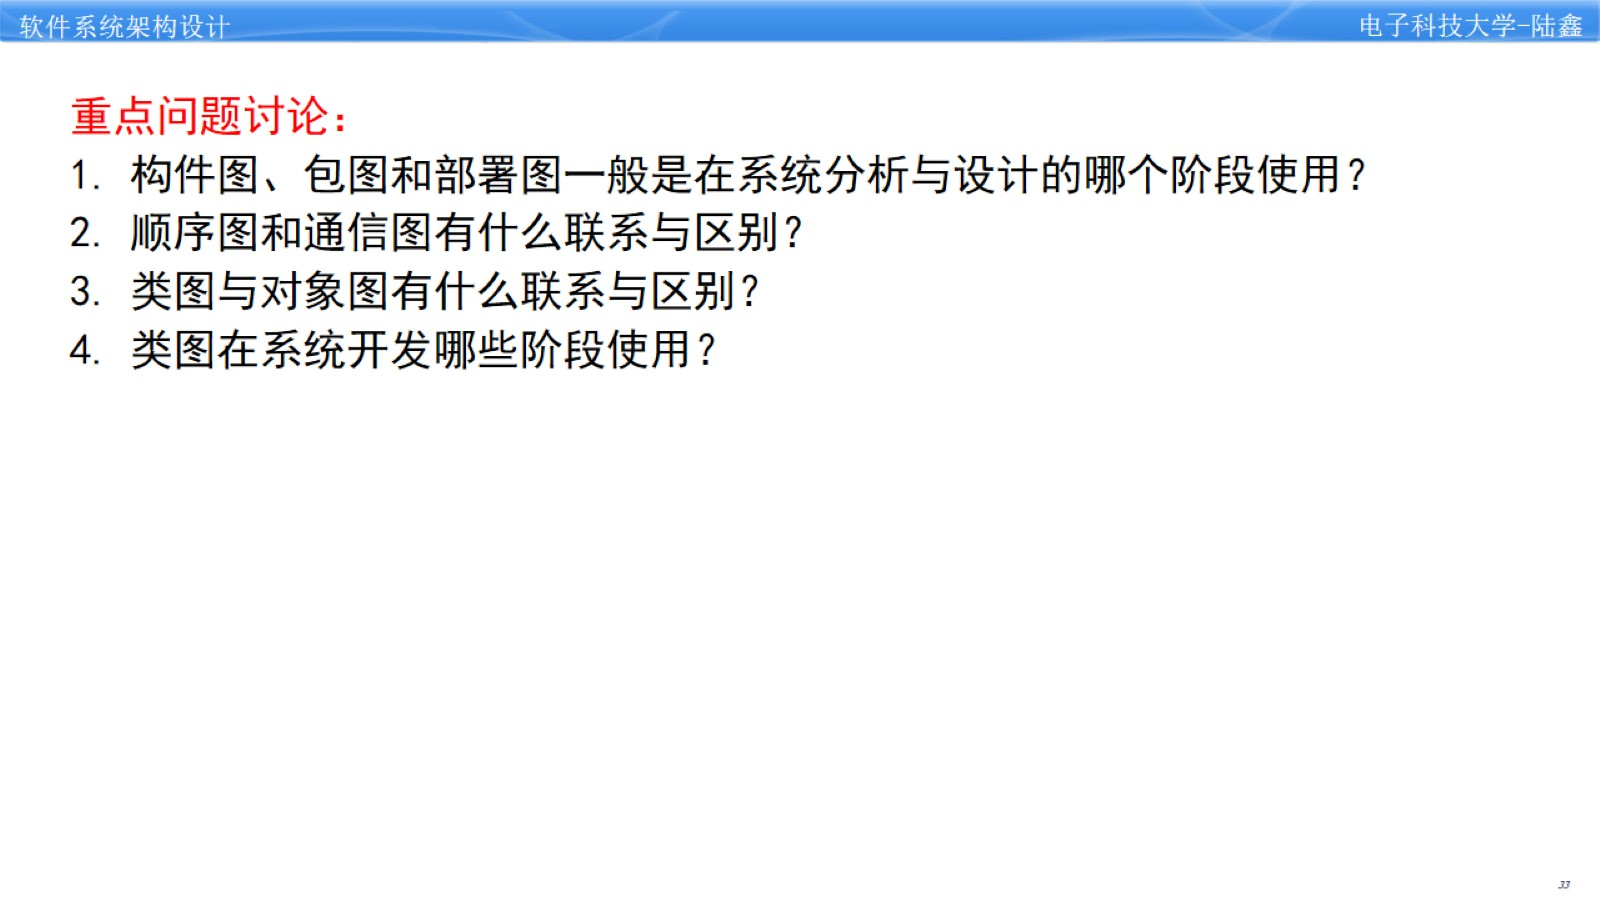 软件系统架构设计
电子科技大学-陆鑫
重点问题讨论：
1. 构件图、包图和部署图一般是在系统分析与设计的哪个阶段使用？
2. 顺序图和通信图有什么联系与区别？
3. 类图与对象图有什么联系与区别？
4. 类图在系统开发哪些阶段使用？
33